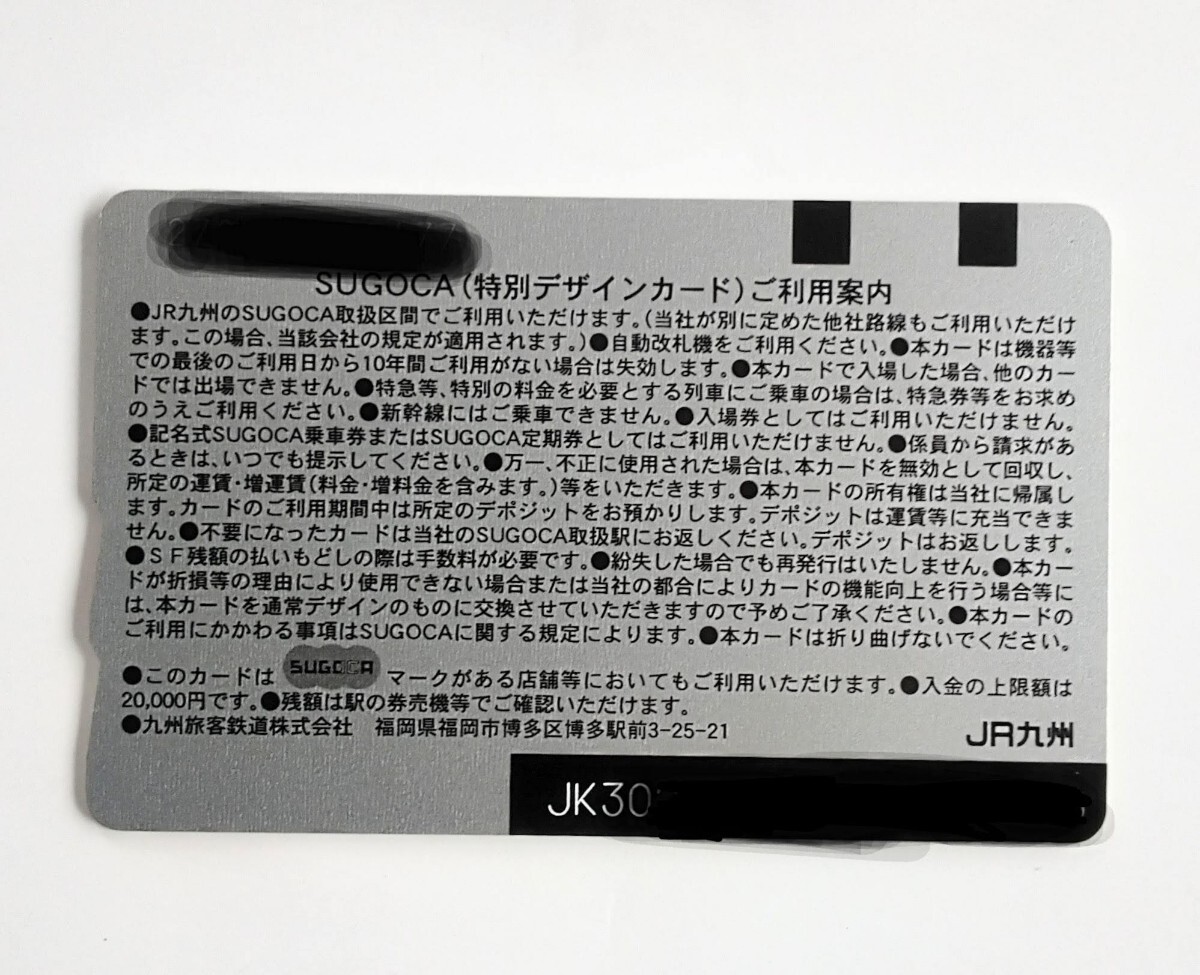 SUGOCA(特別デザインカード)ご利用案内
●JR九州のSUGOCA取扱区間でご利用いただけます。(当社が別に定めた他社路線もご利用いただけ
ます。この場合、当該会社の規定が適用されます。)●自動改札機をご利用ください。●本カードは機器等
での最後のご利用日から10年間ご利用がない場合は失効します。●本カードで入場した場合、他のカー
ドでは出場できません。●特急等、特別の料金を必要とする列車にご乗車の場合は、特急券等をお求め
のうえご利用ください。●新幹線にはご乗車できません。●入場券としてはご利用いただけません。
●記名式SUGOCA乗車券またはSUGOCA定期券としてはご利用いただけません。●係員から請求があ
るときは、いつでも提示してください。●万一、不正に使用された場合は、本カードを無効として回収し、
所定の運賃・増運賃(料金・増料金を含みます。)等をいただきます。●本カードの所有権は当社に帰属し
ます。カードのご利用期間中は所定のデポジットをお預かりします。デポジットは運賃等に充当できま
せん。●不要になったカードは当社のSUGOCA取扱駅にお返しください。デポジットはお返しします。
●SF残額の払いもどしの際は手数料が必要です。●紛失した場合でも再発行はいたしません。●本カー
ドが折損等の理由により使用できない場合または当社の都合によりカードの機能向上を行う場合等に
は、本カードを通常デザインのものに交換させていただきますので予めご了承ください。●本カードの
ご利用にかかわる事項はSUGOCAに関する規定によります。●本カードは折り曲げないでください。
●このカードは SUGOCA マークがある店舗等においてもご利用いただけます。●入金の上限額は
20,000円です。●残額は駅の券売機等でご確認いただけます。
●九州旅客鉄道株式会社 福岡県福岡市博多区博多駅前3-25-21
JR九州
JK30